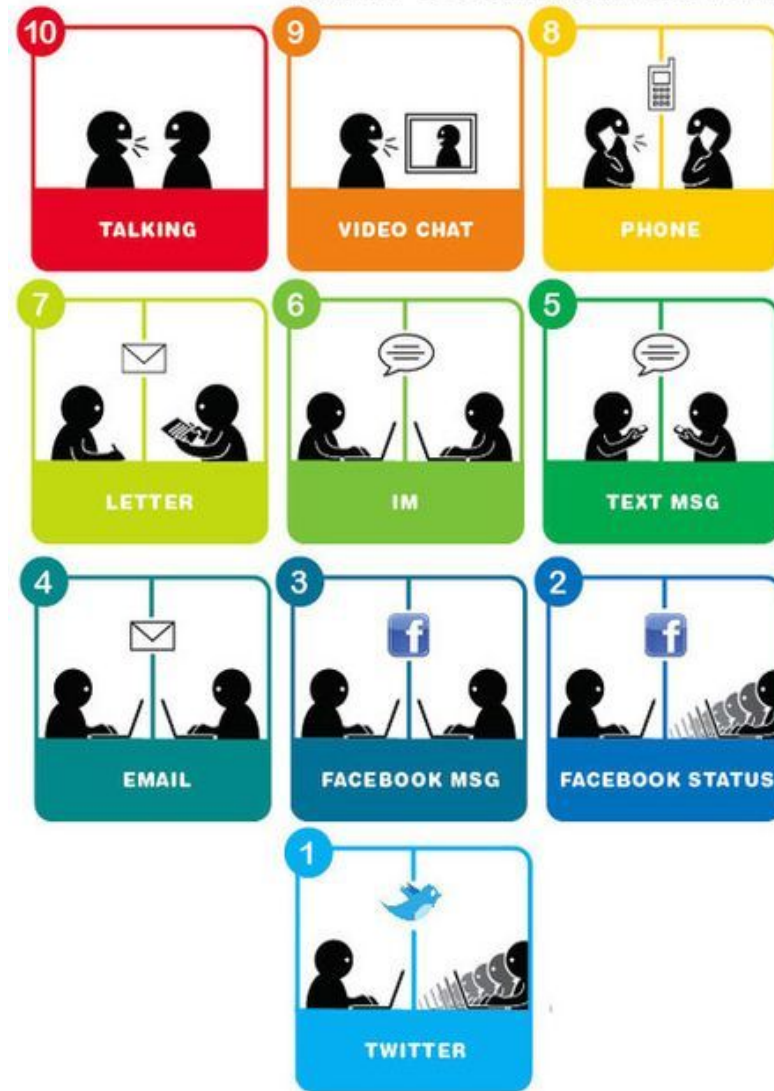 10
TALKING
9
VIDEO CHAT
8
PHONE
7
LETTER
6
IM
5
TEXT MSG
4
EMAIL
3
f
FACEBOOK MSG
2
f
FACEBOOK STATUS
1
TWITTER